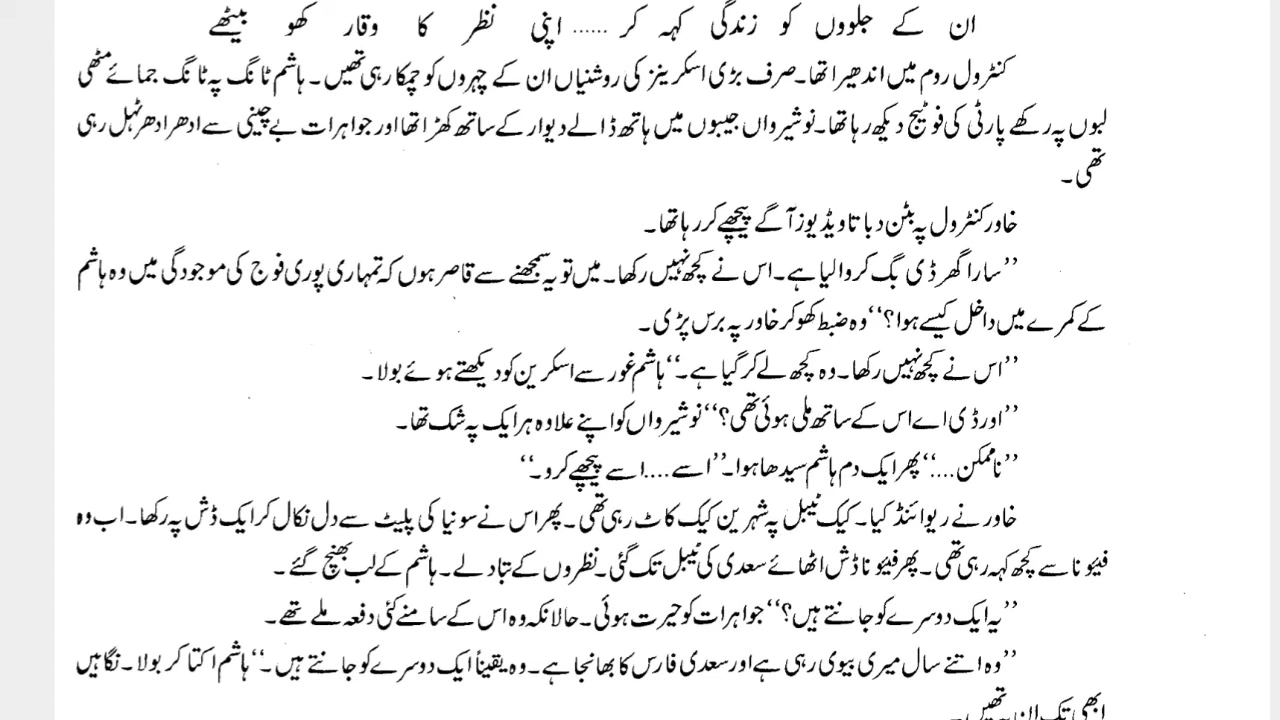 ان کے جلووں کو زندگی کہہ کر ...... اپنی نظر کا وقار کھو بیٹھے
کنٹرول روم میں اندھیرا تھا۔ صرف بڑی اسکرینز کی روشنیاں ان کے چہروں کو چمکا رہی تھیں۔ ہاشم ٹانگ پہ ٹانگ جمائے مٹھی
لبوں پہ رکھے پارٹی کی فوٹیج دیکھ رہا تھا۔ نوشیرواں جیبوں میں ہاتھ ڈالے دیوار کے ساتھ کھڑا تھا اور جواہرات بے چینی سے ادھر ادھر ٹہل رہی
تھی۔
خاور کنٹرول پہ بٹن دباتا ویڈیوز آگے پیچھے کر رہا تھا۔
’’سارا گھر ڈی بگ کروا لیا ہے۔ اس نے کچھ نہیں رکھا۔ میں تو یہ سمجھنے سے قاصر ہوں کہ تمہاری پوری فوج کی موجودگی میں وہ ہاشم
کے کمرے میں داخل کیسے ہوا؟‘‘ وہ ضبط کھو کر خاور پہ برس پڑی۔
’’اس نے کچھ نہیں رکھا۔ وہ کچھ لے کر گیا ہے۔‘‘ ہاشم غور سے اسکرین کو دیکھتے ہوئے بولا۔
’’اور ڈی اے اس کے ساتھ ملی ہوئی تھی؟‘‘ نوشیرواں کو اپنے علاوہ ہر ایک پہ شک تھا۔
’’ناممکن....‘‘ پھر ایک دم ہاشم سیدھا ہوا۔ ’’اسے....اسے پیچھے کرو۔‘‘
خاور نے ریوائنڈ کیا۔ کیک ٹیبل پہ شہرین کیک کاٹ رہی تھی۔ پھر اس نے سونیا کی پلیٹ سے دل نکال کر ایک ڈش پہ رکھا۔ اب وہ
فیئونا سے کچھ کہہ رہی تھی۔ پھر فیئونا ڈش اٹھائے سعدی کی ٹیبل تک گئی۔ نظروں کے تبادلے۔ ہاشم کے لب بھنچ گئے۔
’’یہ ایک دوسرے کو جانتے ہیں؟‘‘ جواہرات کو حیرت ہوئی۔ حالانکہ وہ اس کے سامنے کئی دفعہ ملے تھے۔
’’وہ اتنے سال میری بیوی رہی ہے اور سعدی فارس کا بھانجا ہے۔ وہ یقیناً ایک دوسرے کو جانتے ہیں۔‘‘ ہاشم اکتا کر بولا۔ نگاہیں
ابھی تک ان پہ تھیں۔